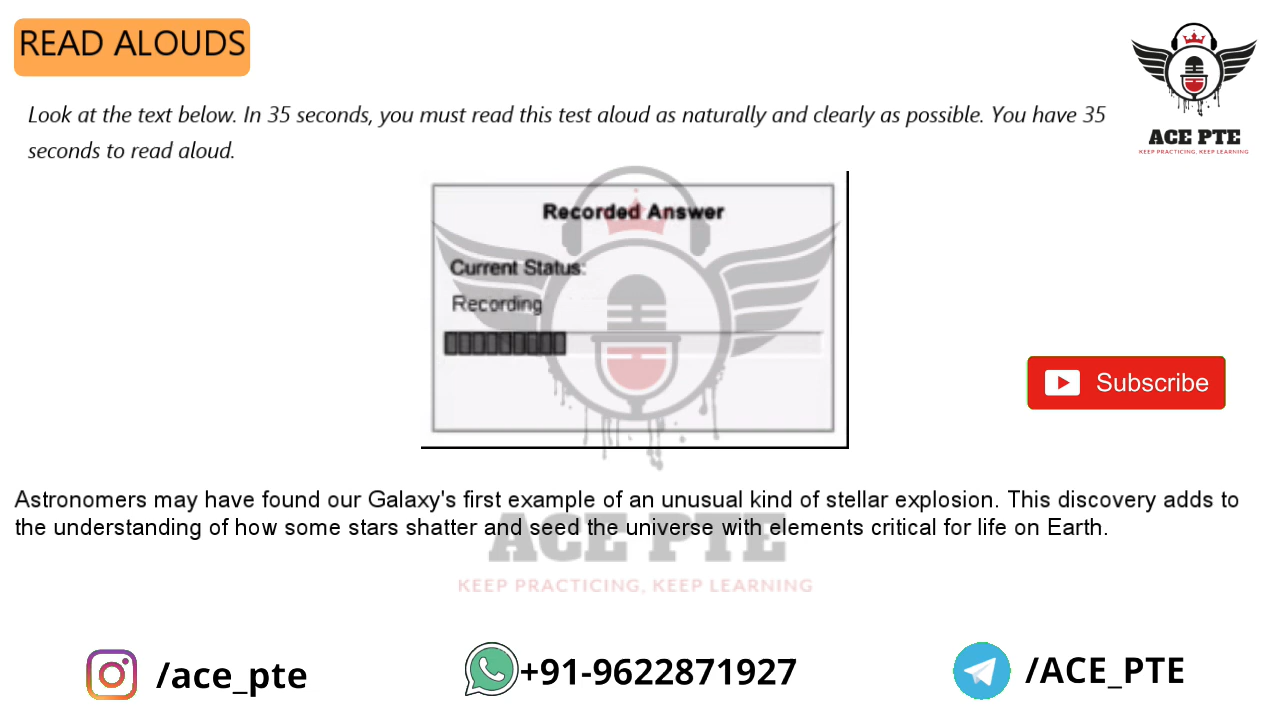 READ ALOUDS
Look at the text below. In 35 seconds, you must read this test aloud as naturally and clearly as possible. You have 35
seconds to read aloud.
ACE PTE
KEEP PRACTICING, KEEP LEARNING
Recorded Answer
Current Status:
Recording
Subscribe
Astronomers may have found our Galaxy's first example of an unusual kind of stellar explosion. This discovery adds to
the understanding of how some stars shatter and seed the universe with elements critical for life on Earth.
ACE PTE
KEEP PRACTICING, KEEP LEARNING
/ace_pte
+91-9622871927
/ACE_PTE